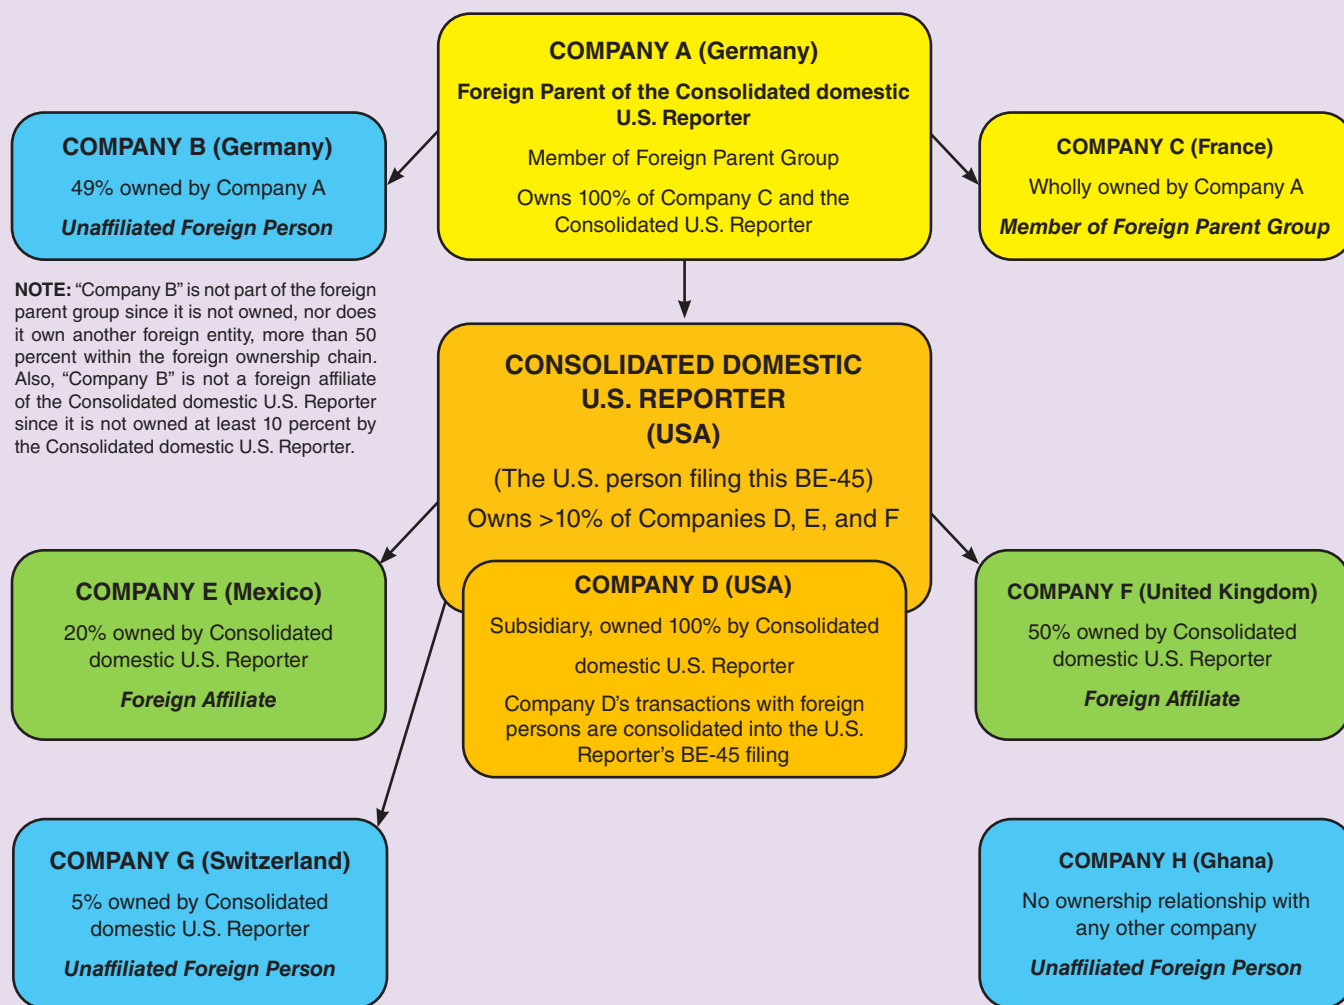 COMPANY A (Germany)
Foreign Parent of the Consolidated domestic
U.S. Reporter
Member of Foreign Parent Group
Owns 100% of Company C and the
Consolidated U.S. Reporter
COMPANY B (Germany)
49% owned by Company A
Unaffiliated Foreign Person
COMPANY C (France)
Wholly owned by Company A
Member of Foreign Parent Group
NOTE: “Company B” is not part of the foreign
parent group since it is not owned, nor does
it own another foreign entity, more than 50
percent within the foreign ownership chain.
Also, “Company B” is not a foreign affiliate
of the Consolidated domestic U.S. Reporter
since it is not owned at least 10 percent by
the Consolidated domestic U.S. Reporter.
CONSOLIDATED DOMESTIC
U.S. REPORTER
(USA)
(The U.S. person filing this BE-45)
Owns >10% of Companies D, E, and F
COMPANY E (Mexico)
20% owned by Consolidated
domestic U.S. Reporter
Foreign Affiliate
COMPANY D (USA)
Subsidiary, owned 100% by Consolidated
domestic U.S. Reporter
Company D’s transactions with foreign
persons are consolidated into the U.S.
Reporter’s BE-45 filing
COMPANY F (United Kingdom)
50% owned by Consolidated
domestic U.S. Reporter
Foreign Affiliate
COMPANY G (Switzerland)
5% owned by Consolidated
domestic U.S. Reporter
Unaffiliated Foreign Person
COMPANY H (Ghana)
No ownership relationship with
any other company
Unaffiliated Foreign Person